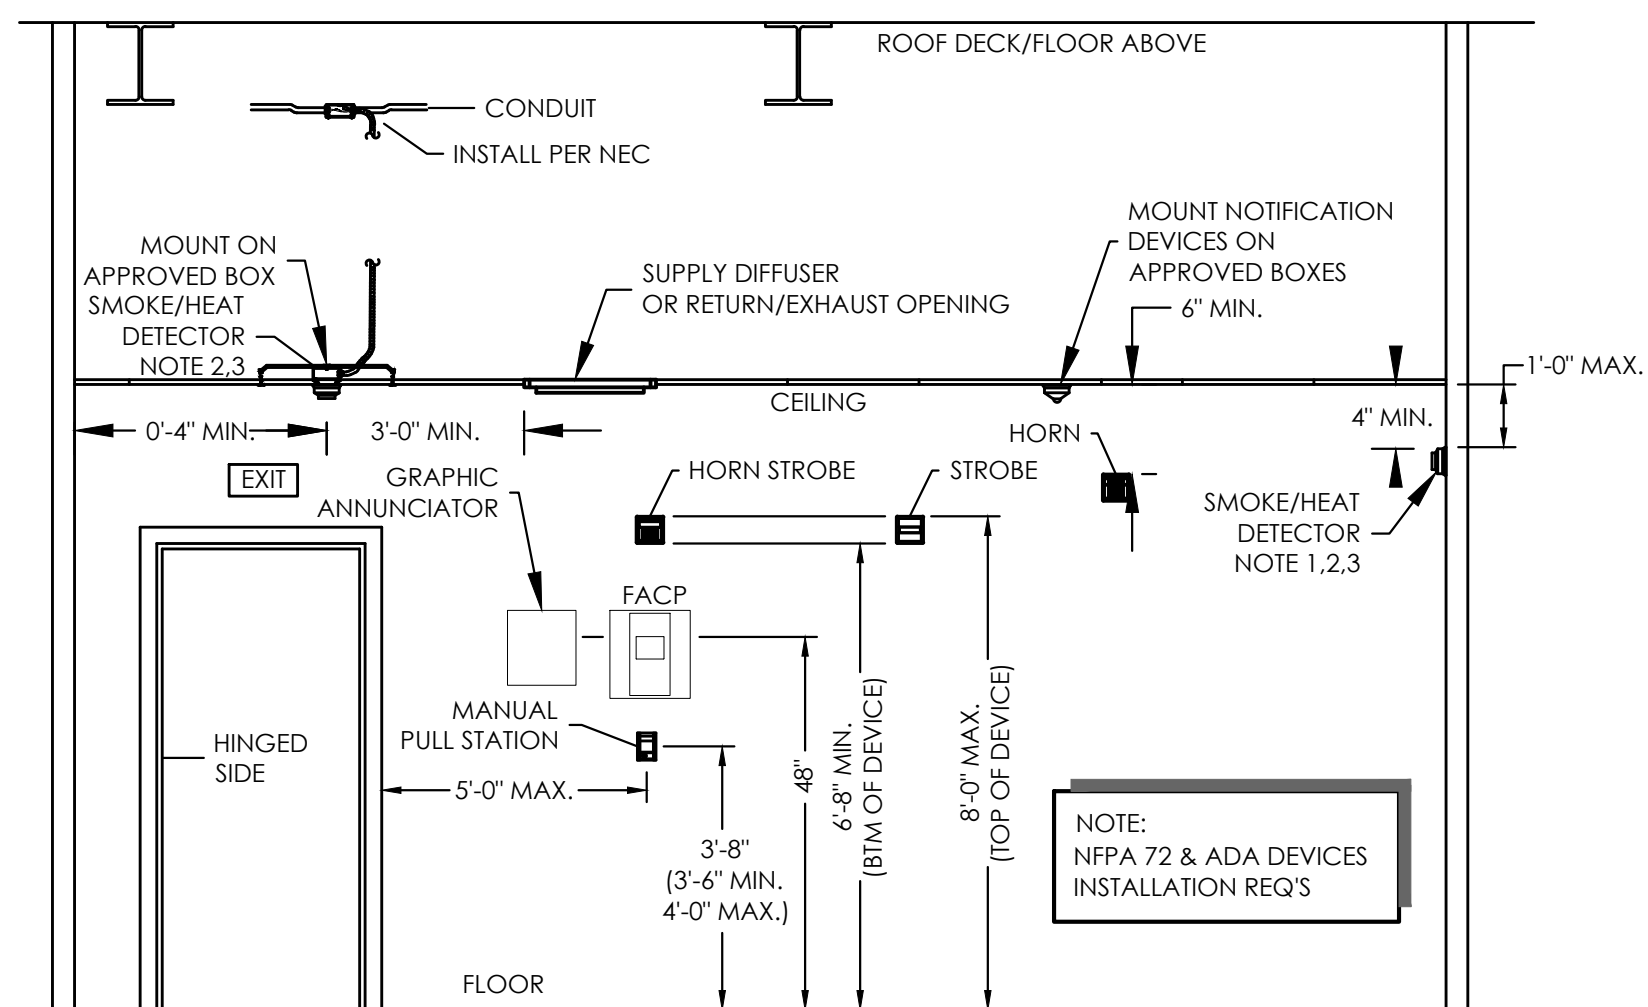 ROOF DECK/FLOOR ABOVE
CONDUIT
INSTALL PER NEC
MOUNT ON
APPROVED BOX
SMOKE/HEAT
DETECTOR
NOTE 2,3
SUPPLY DIFFUSER
OR RETURN/EXHAUST OPENING
MOUNT NOTIFICATION
DEVICES ON
APPROVED BOXES
6" MIN.
1'-0" MAX.
CEILING
4" MIN.
0'-4" MIN.
3'-0" MIN.
HORN
EXIT
GRAPHIC
ANNUNCIATOR
HORN STROBE
STROBE
SMOKE/HEAT
DETECTOR
NOTE 1,2,3
FACP
MANUAL
PULL STATION
HINGED
SIDE
5'-0" MAX.
3'-8"
(3'-6" MIN.
4'-0" MAX.)
48"
6'-8" MIN.
(BTM OF DEVICE)
8'-0" MAX.
(TOP OF DEVICE)
NOTE:
NFPA 72 & ADA DEVICES
INSTALLATION REQ'S
FLOOR